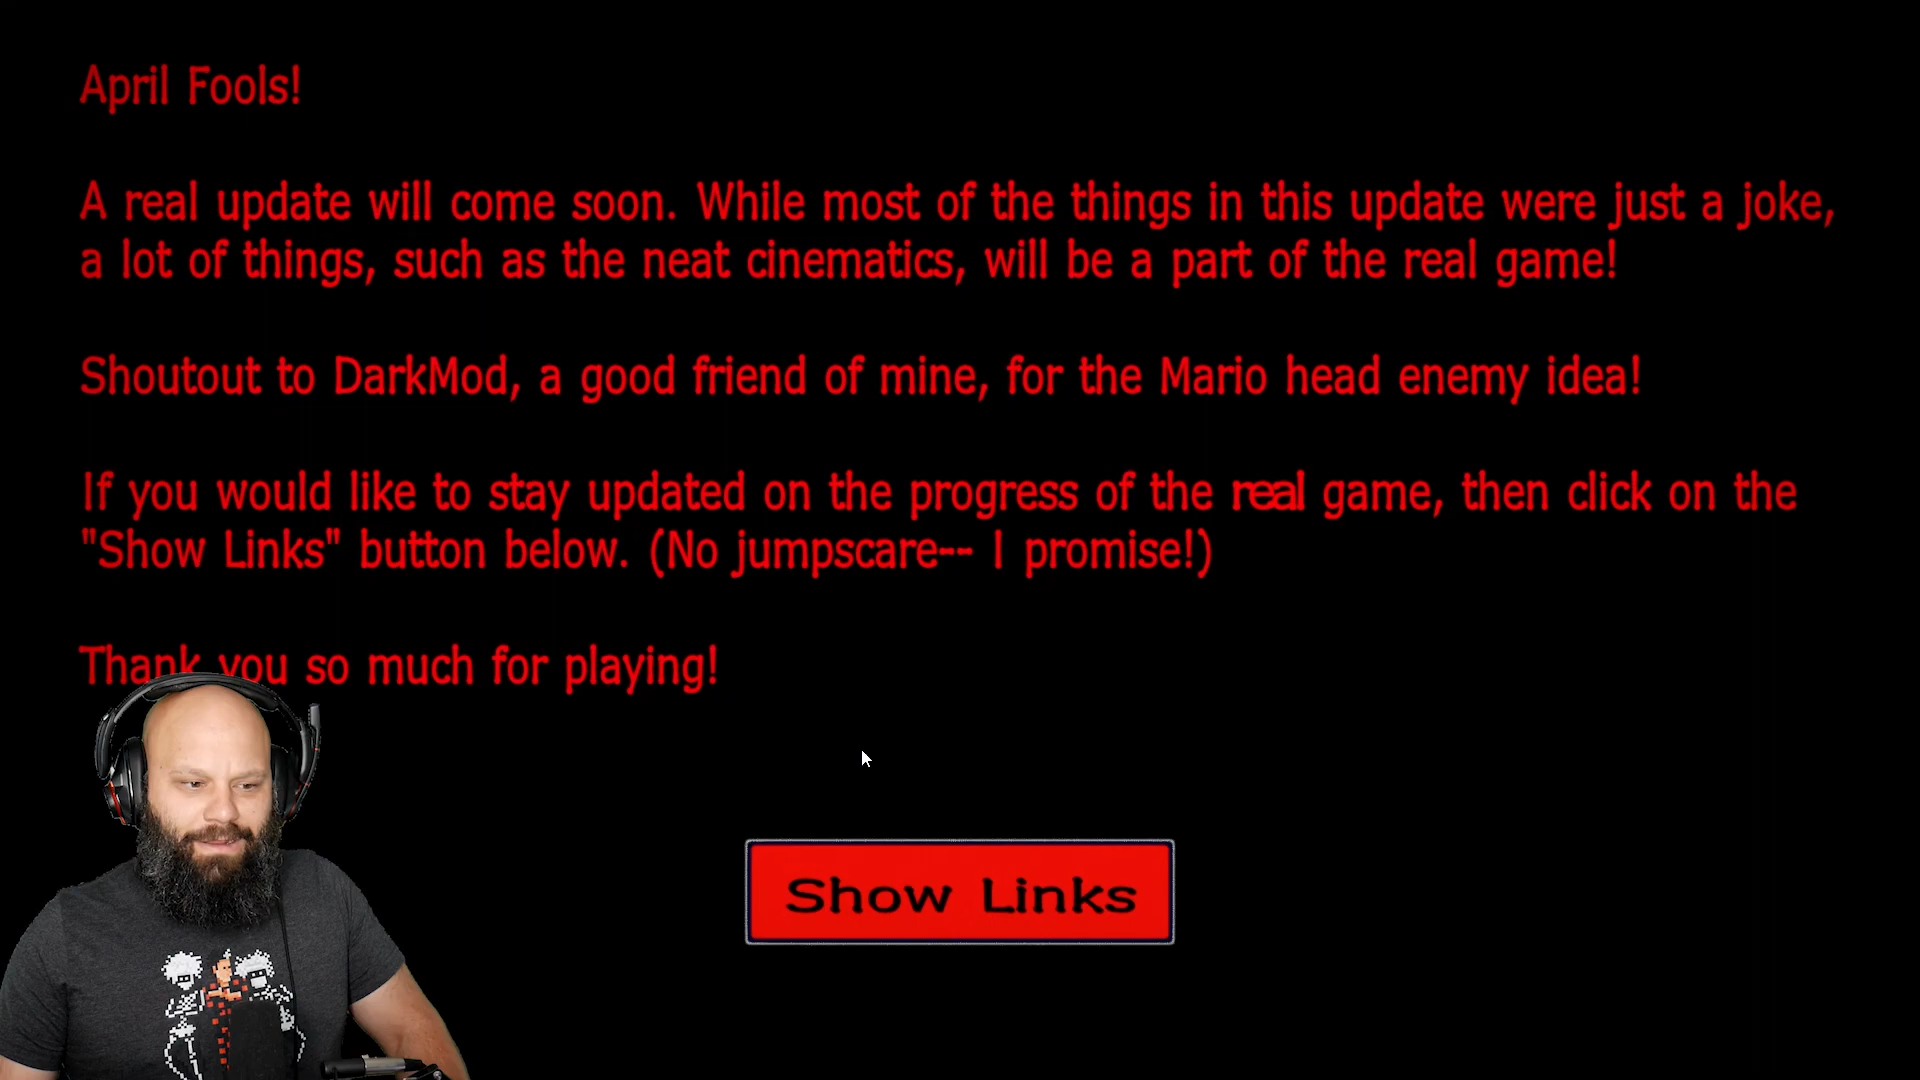 April Fools!
A real update will come soon. While most of the things in this update were just a joke,
a lot of things, such as the neat cinematics, will be a part of the real game!
Shoutout to DarkMod, a good friend of mine, for the Mario head enemy idea!
If you would like to stay updated on the progress of the real game, then click on the
"Show Links" button below. (No jumpscare-- I promise!)
Thank you so much for playing!
Show Links